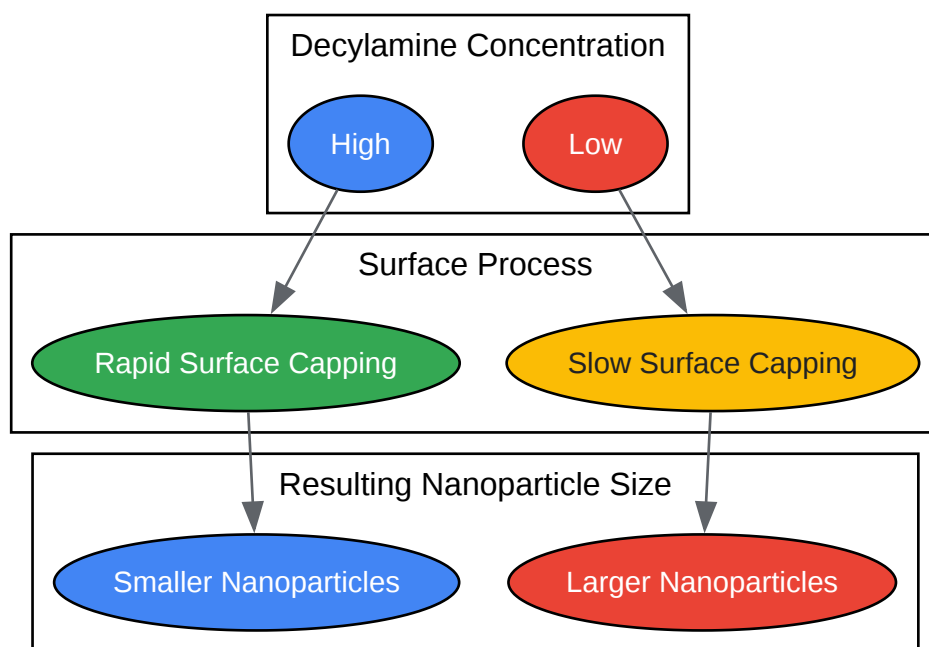 Decylamine Concentration
High
Low
Surface Process
Rapid Surface Capping
Slow Surface Capping
Resulting Nanoparticle Size
Smaller Nanoparticles
Larger Nanoparticles